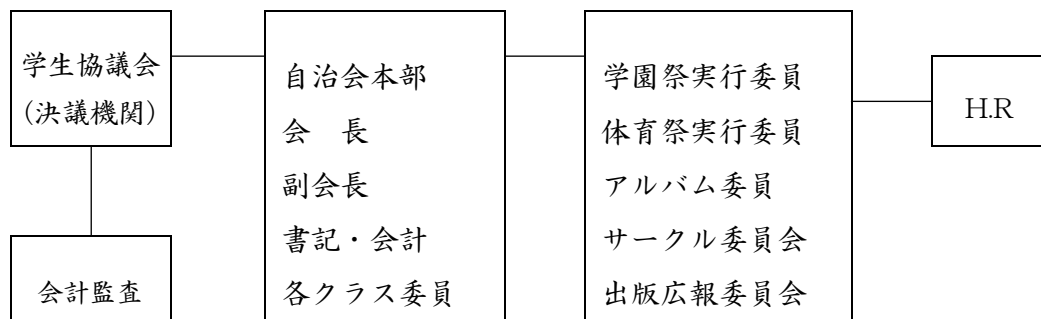 学生協議会
(決議機関)
会計監査
自治会本部
会　長
副会長
書記・会計
各クラス委員
学園祭実行委員
体育祭実行委員
アルバム委員
サークル委員会
出版広報委員会
H.R